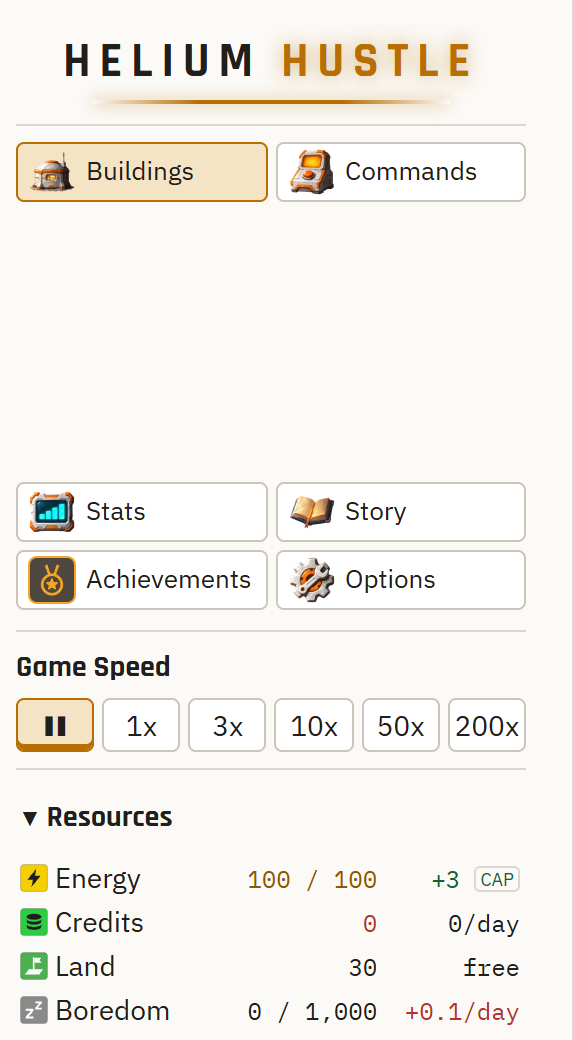 HELIUM HUSTLE
Buildings Commands
Stats Story
Achievements Options
Game Speed
1x 3x 10x 50x 200x
▼ Resources
Energy 100 / 100 +3 CAP
Credits 0 0/day
Land 30 free
zzz Boredom 0 / 1,000 +0.1/day